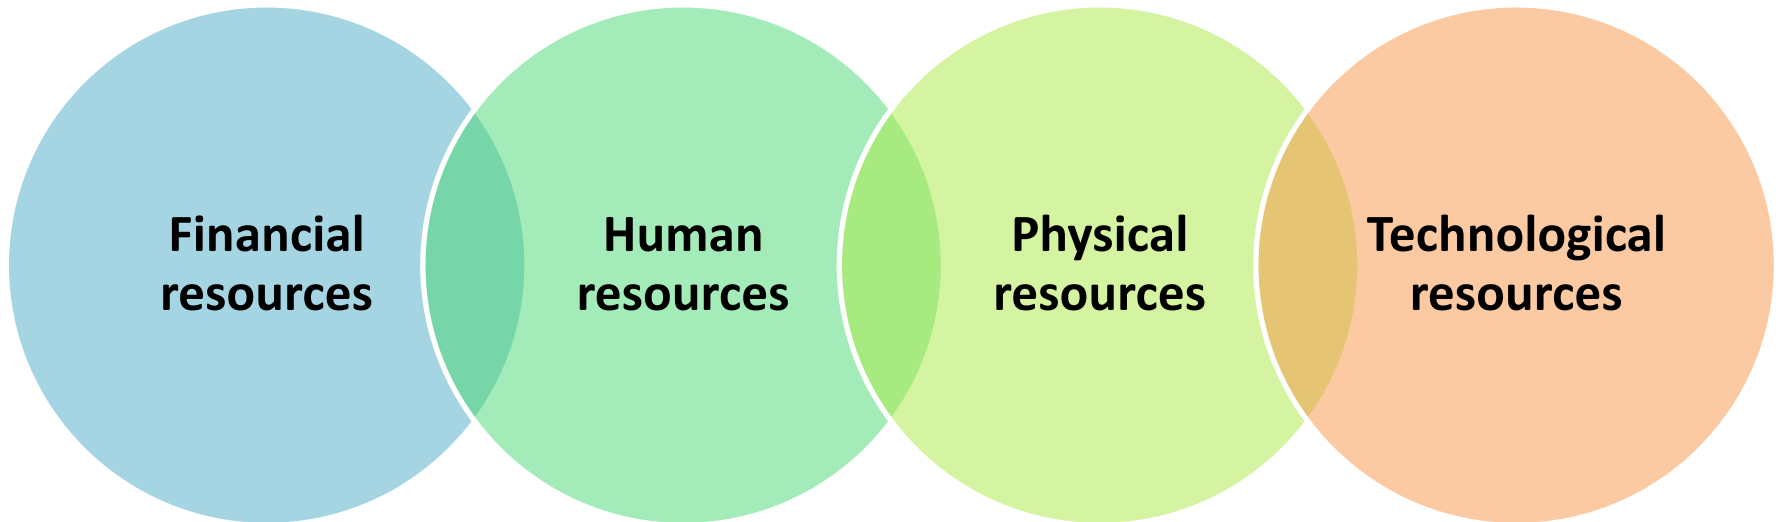 Financial
resources
Human
resources
Physical
resources
Technological
resources